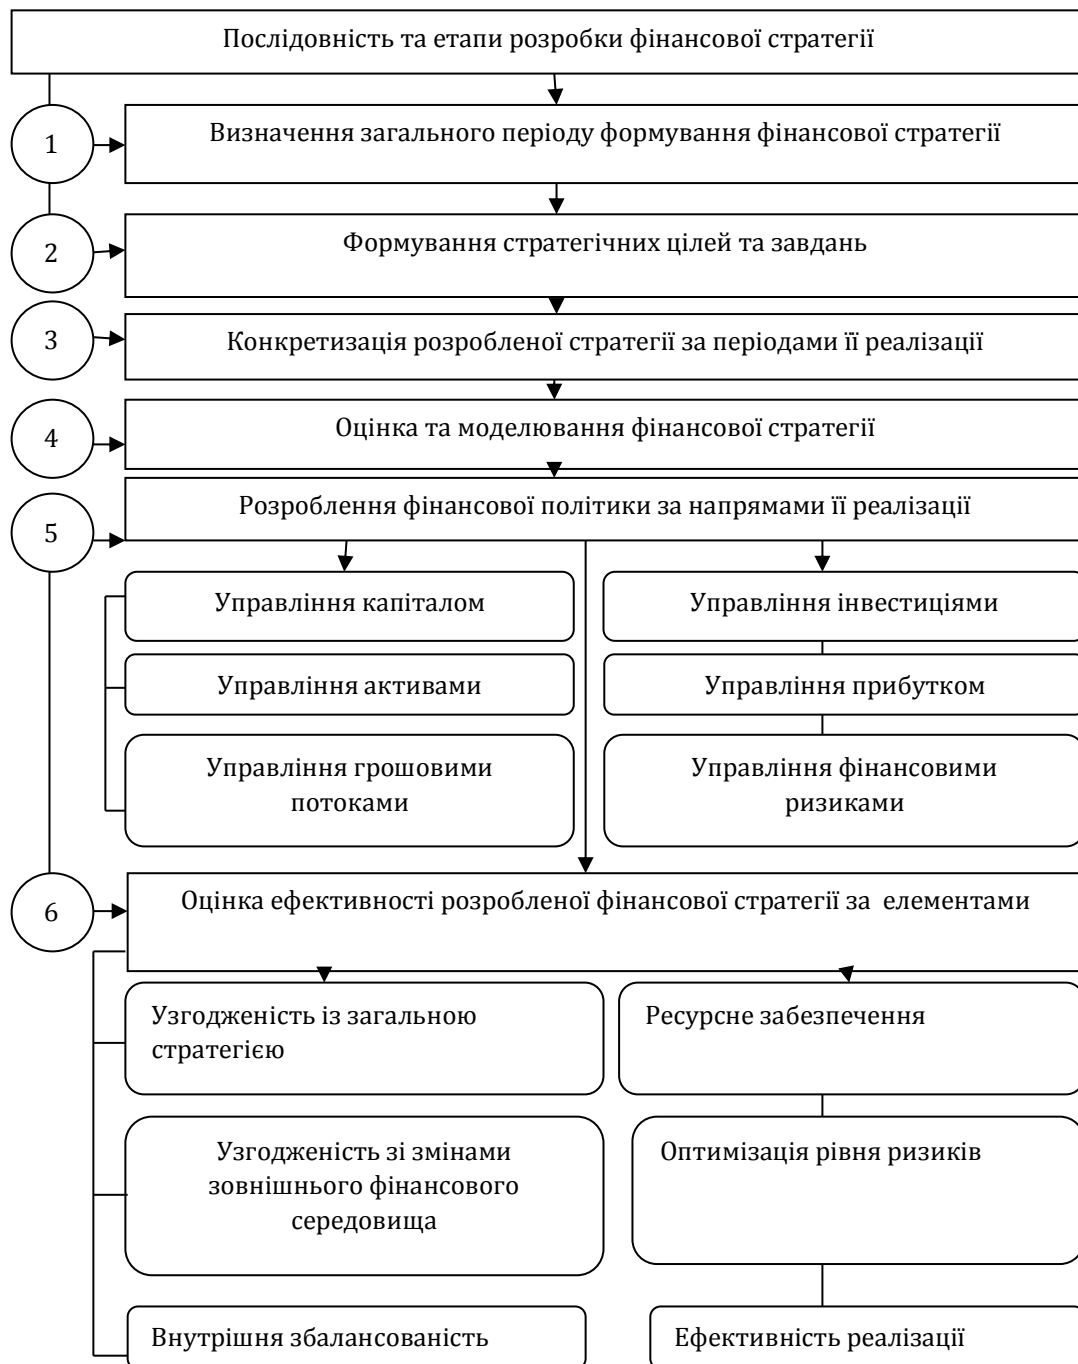 Послідовність та етапи розробки фінансової стратегії
1
Визначення загального періоду формування фінансової стратегії
2
Формування стратегічних цілей та завдань
3
Конкретизація розробленої стратегії за періодами її реалізації
4
Оцінка та моделювання фінансової стратегії
5
Розроблення фінансової політики за напрямами її реалізації
Управління капіталом
Управління інвестиціями
Управління активами
Управління прибутком
Управління грошовими
потоками
Управління фінансовими
ризиками
6
Оцінка ефективності розробленої фінансової стратегії за елементами
Узгодженість із загальною
стратегією
Ресурсне забезпечення
Узгодженість зі змінами
зовнішнього фінансового
середовища
Оптимізація рівня ризиків
Внутрішня збалансованість
Ефективність реалізації